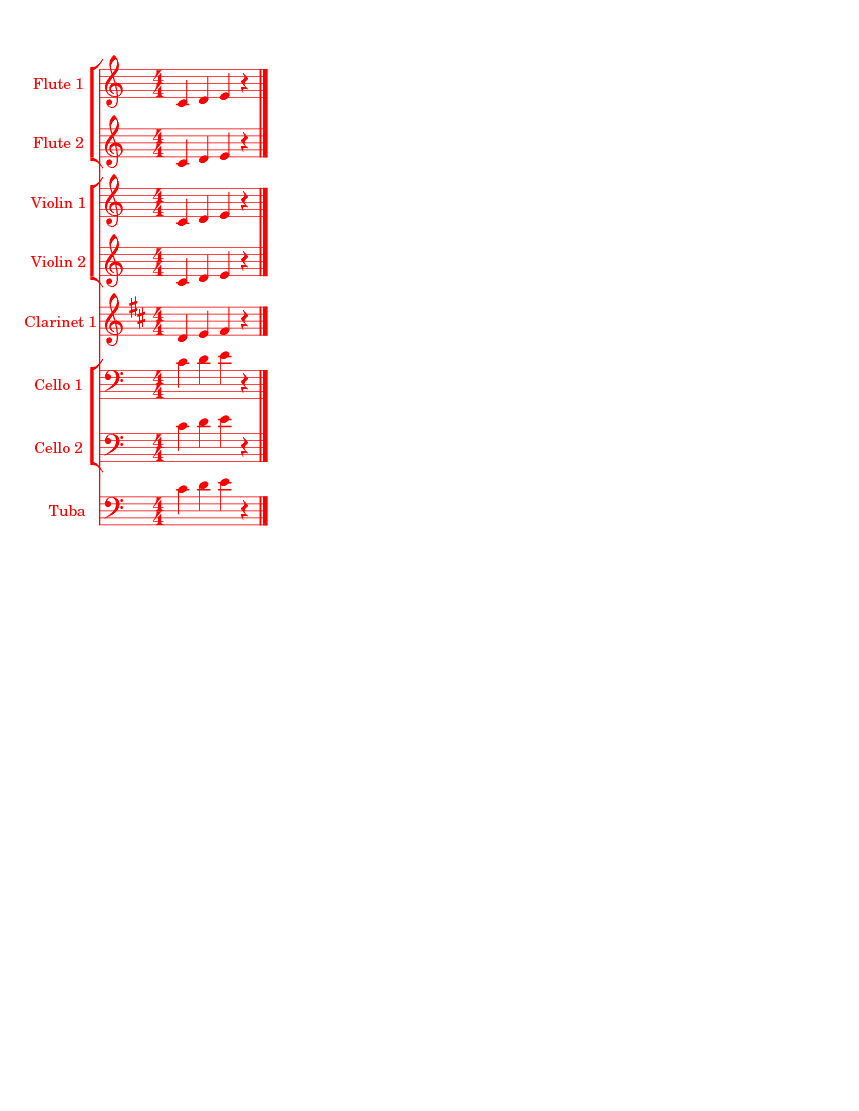 Flute 1
Flute 2
Violin 1
Violin 2
Clarinet 1
Cello 1
Cello 2
Tuba